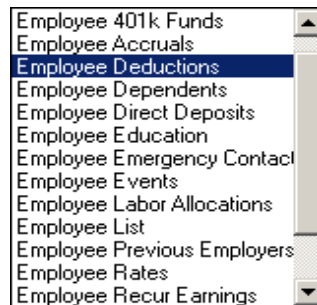 Employee 401k Funds
Employee Accruals
Employee Deductions
Employee Dependents
Employee Direct Deposits
Employee Education
Employee Emergency Contact
Employee Events
Employee Labor Allocations
Employee List
Employee Previous Employers
Employee Rates
Employee Recur Earnings